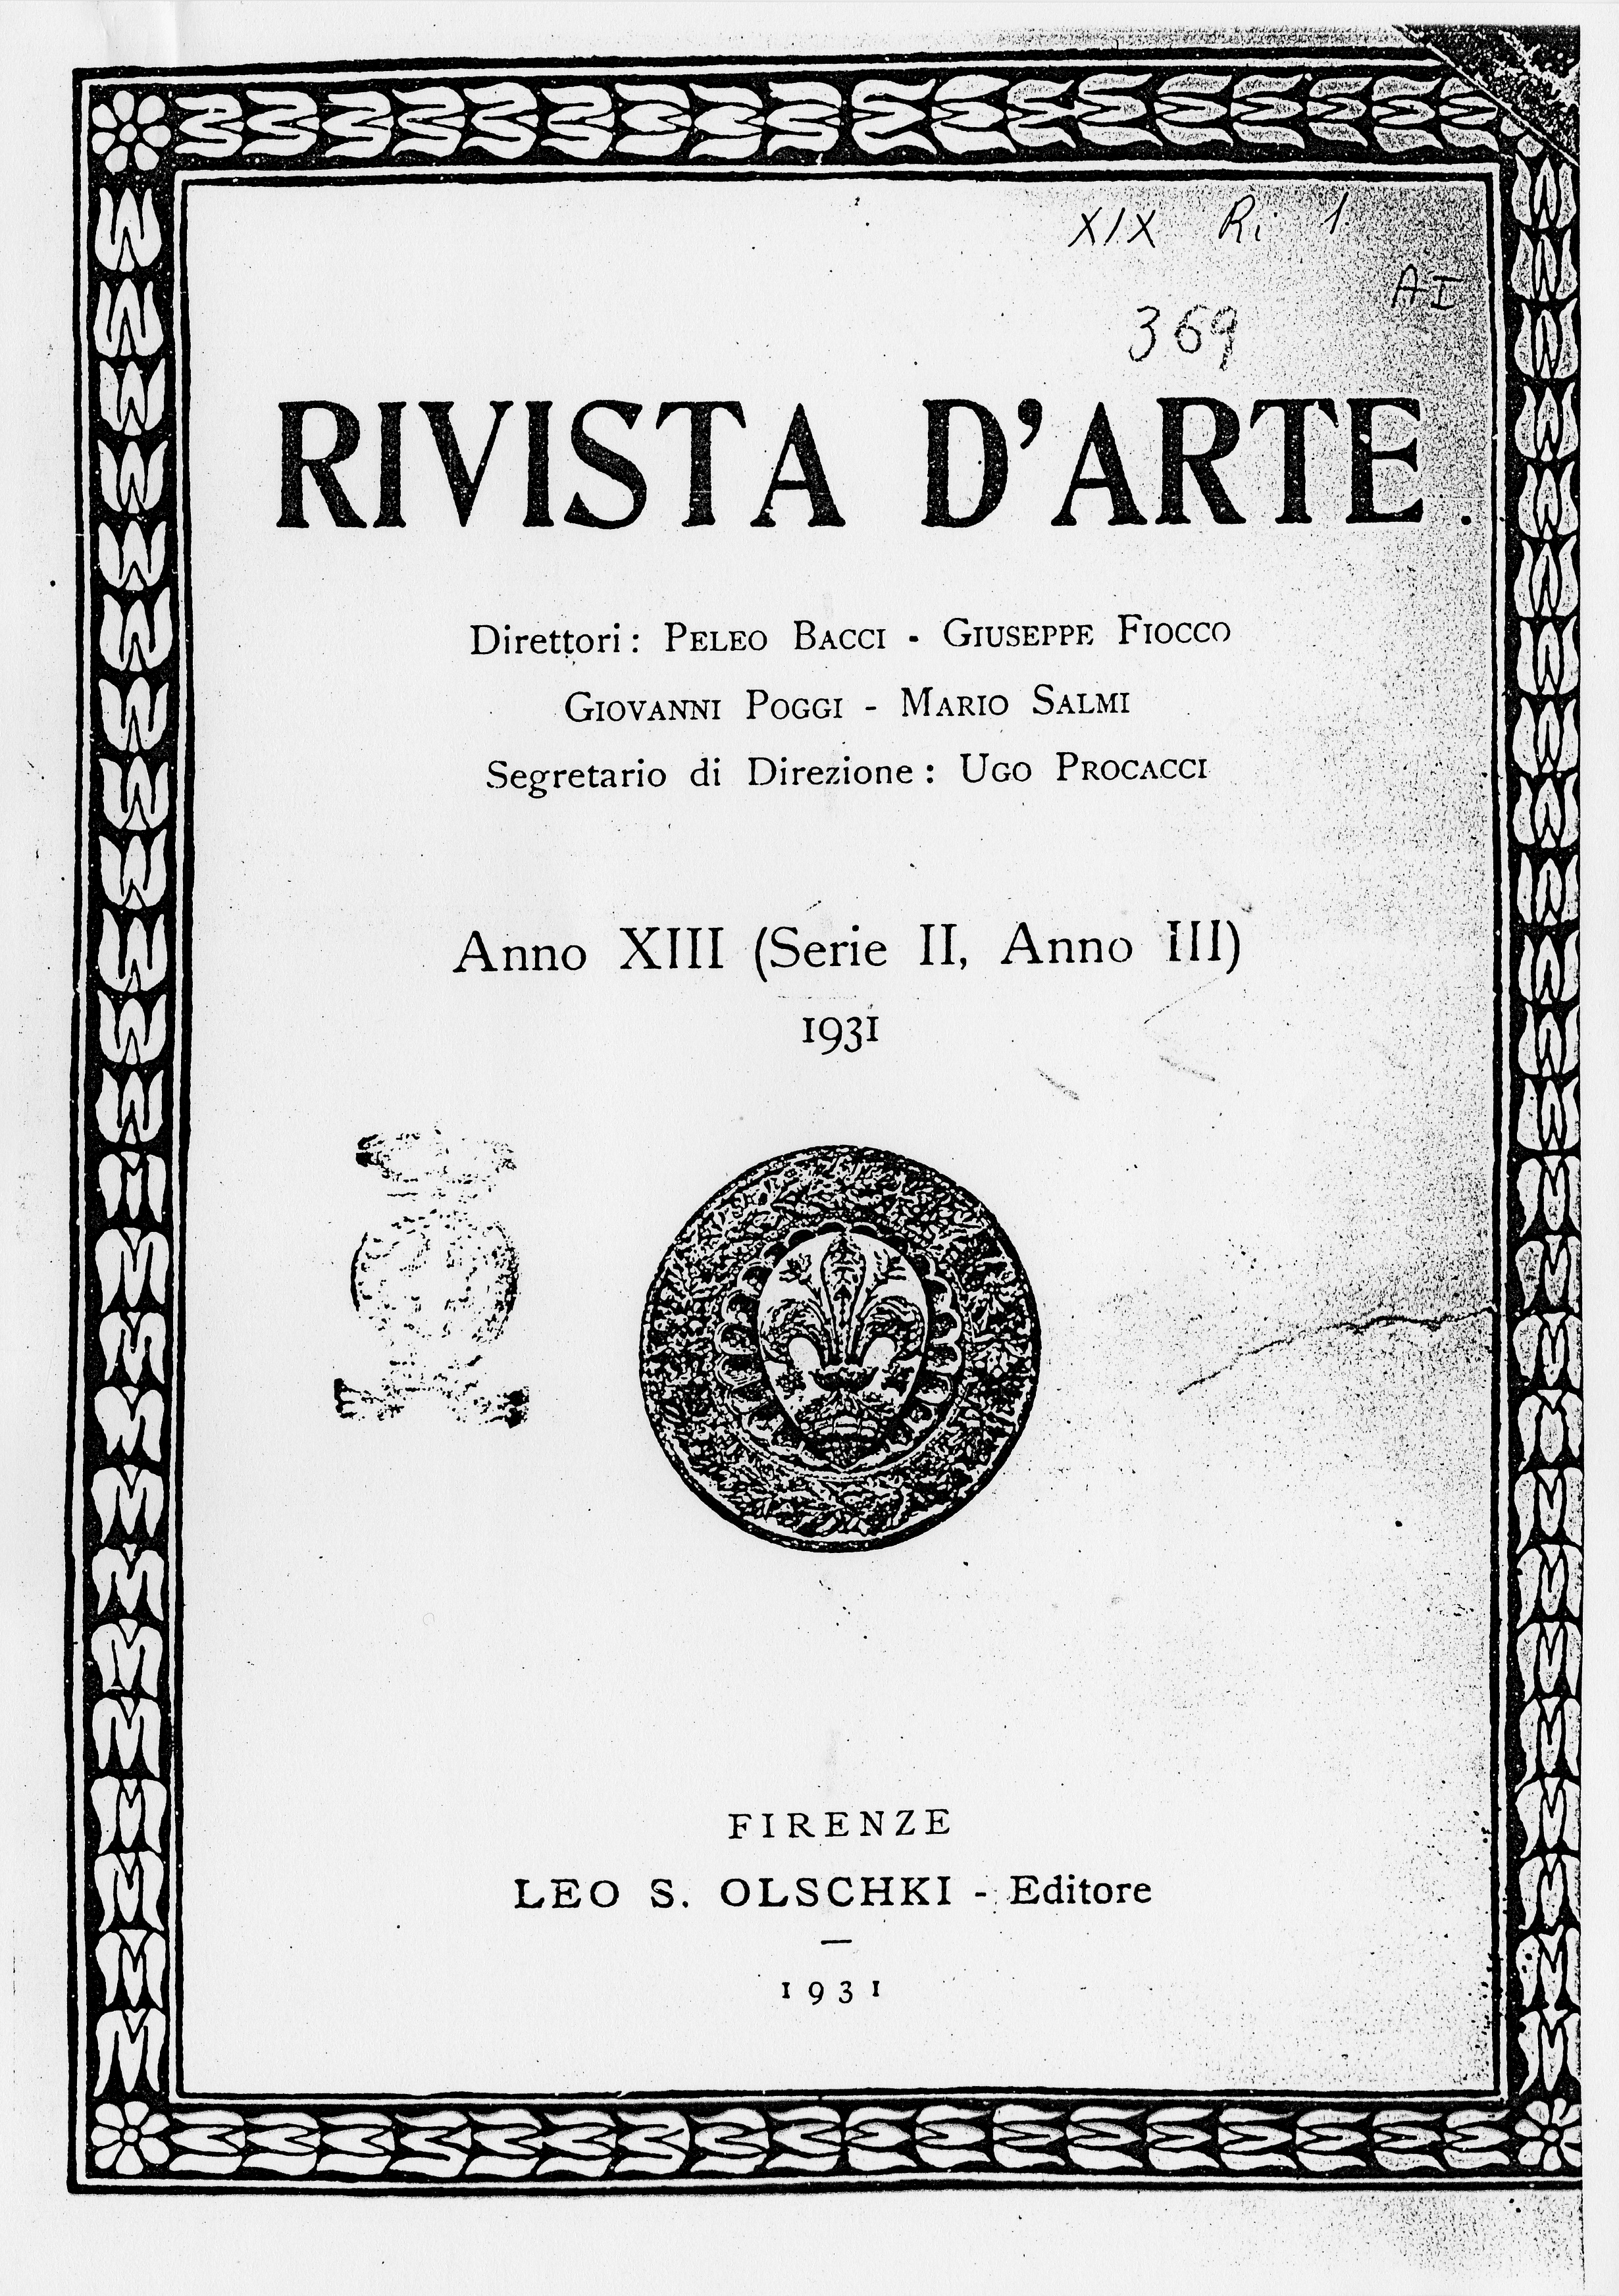 XIX Ri 1
AI
369
RIVISTA D'ARTE.
Direttori: PELEO BACCI - GIUSEPPE FIOCCO
GIOVANNI POGGI - MARIO SALMI
Segretario di Direzione: UGO PROCACCI
Anno XIII (Serie II, Anno III)
1931
FIRENZE
LEO S. OLSCHKI - Editore
1931